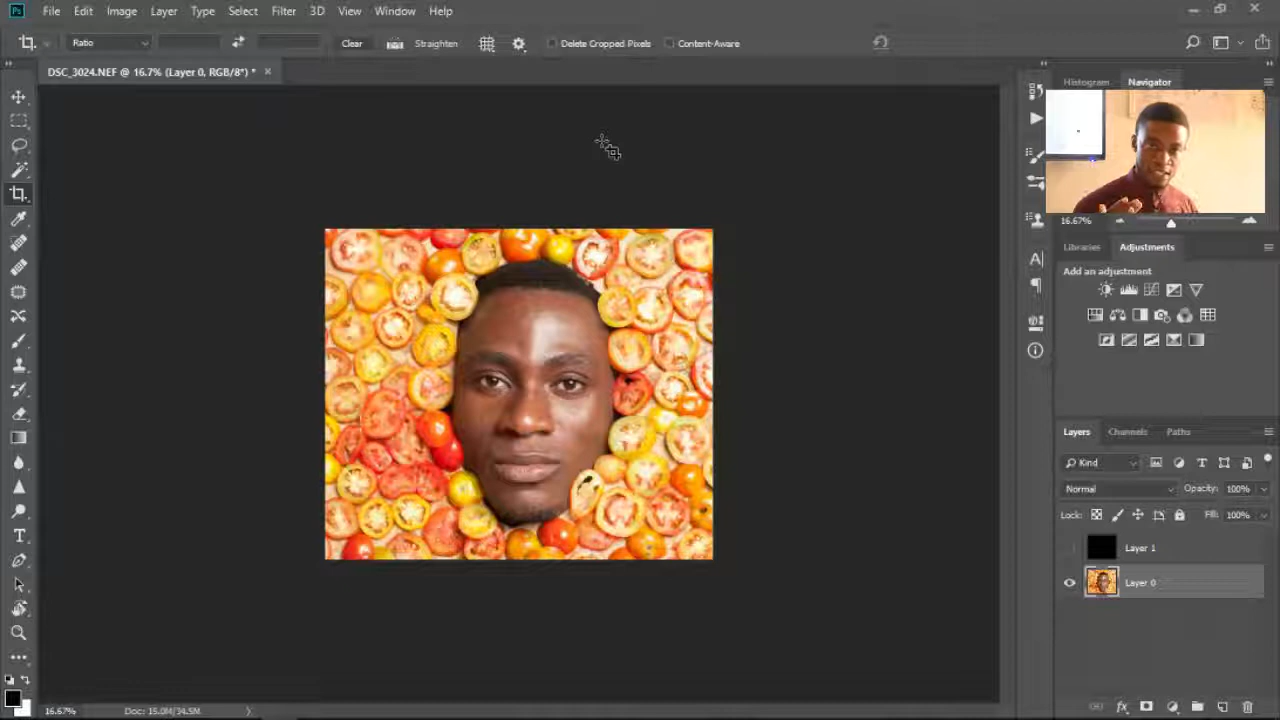 Ps File Edit Image Layer Type Select Filter 3D View Window Help
Ratio Clear Straighten Delete Cropped Pixels Content-Aware
DSC_3024.NEF @ 16.7% (Layer 0, RGB/8*) * ×
Histogram Navigator
16.67%
Libraries Adjustments
Add an adjustment
Layers Channels Paths
Kind
Normal Opacity: 100%
Lock: Fill: 100%
Layer 1
Layer 0
16.67% Doc: 15.0M/34.5M